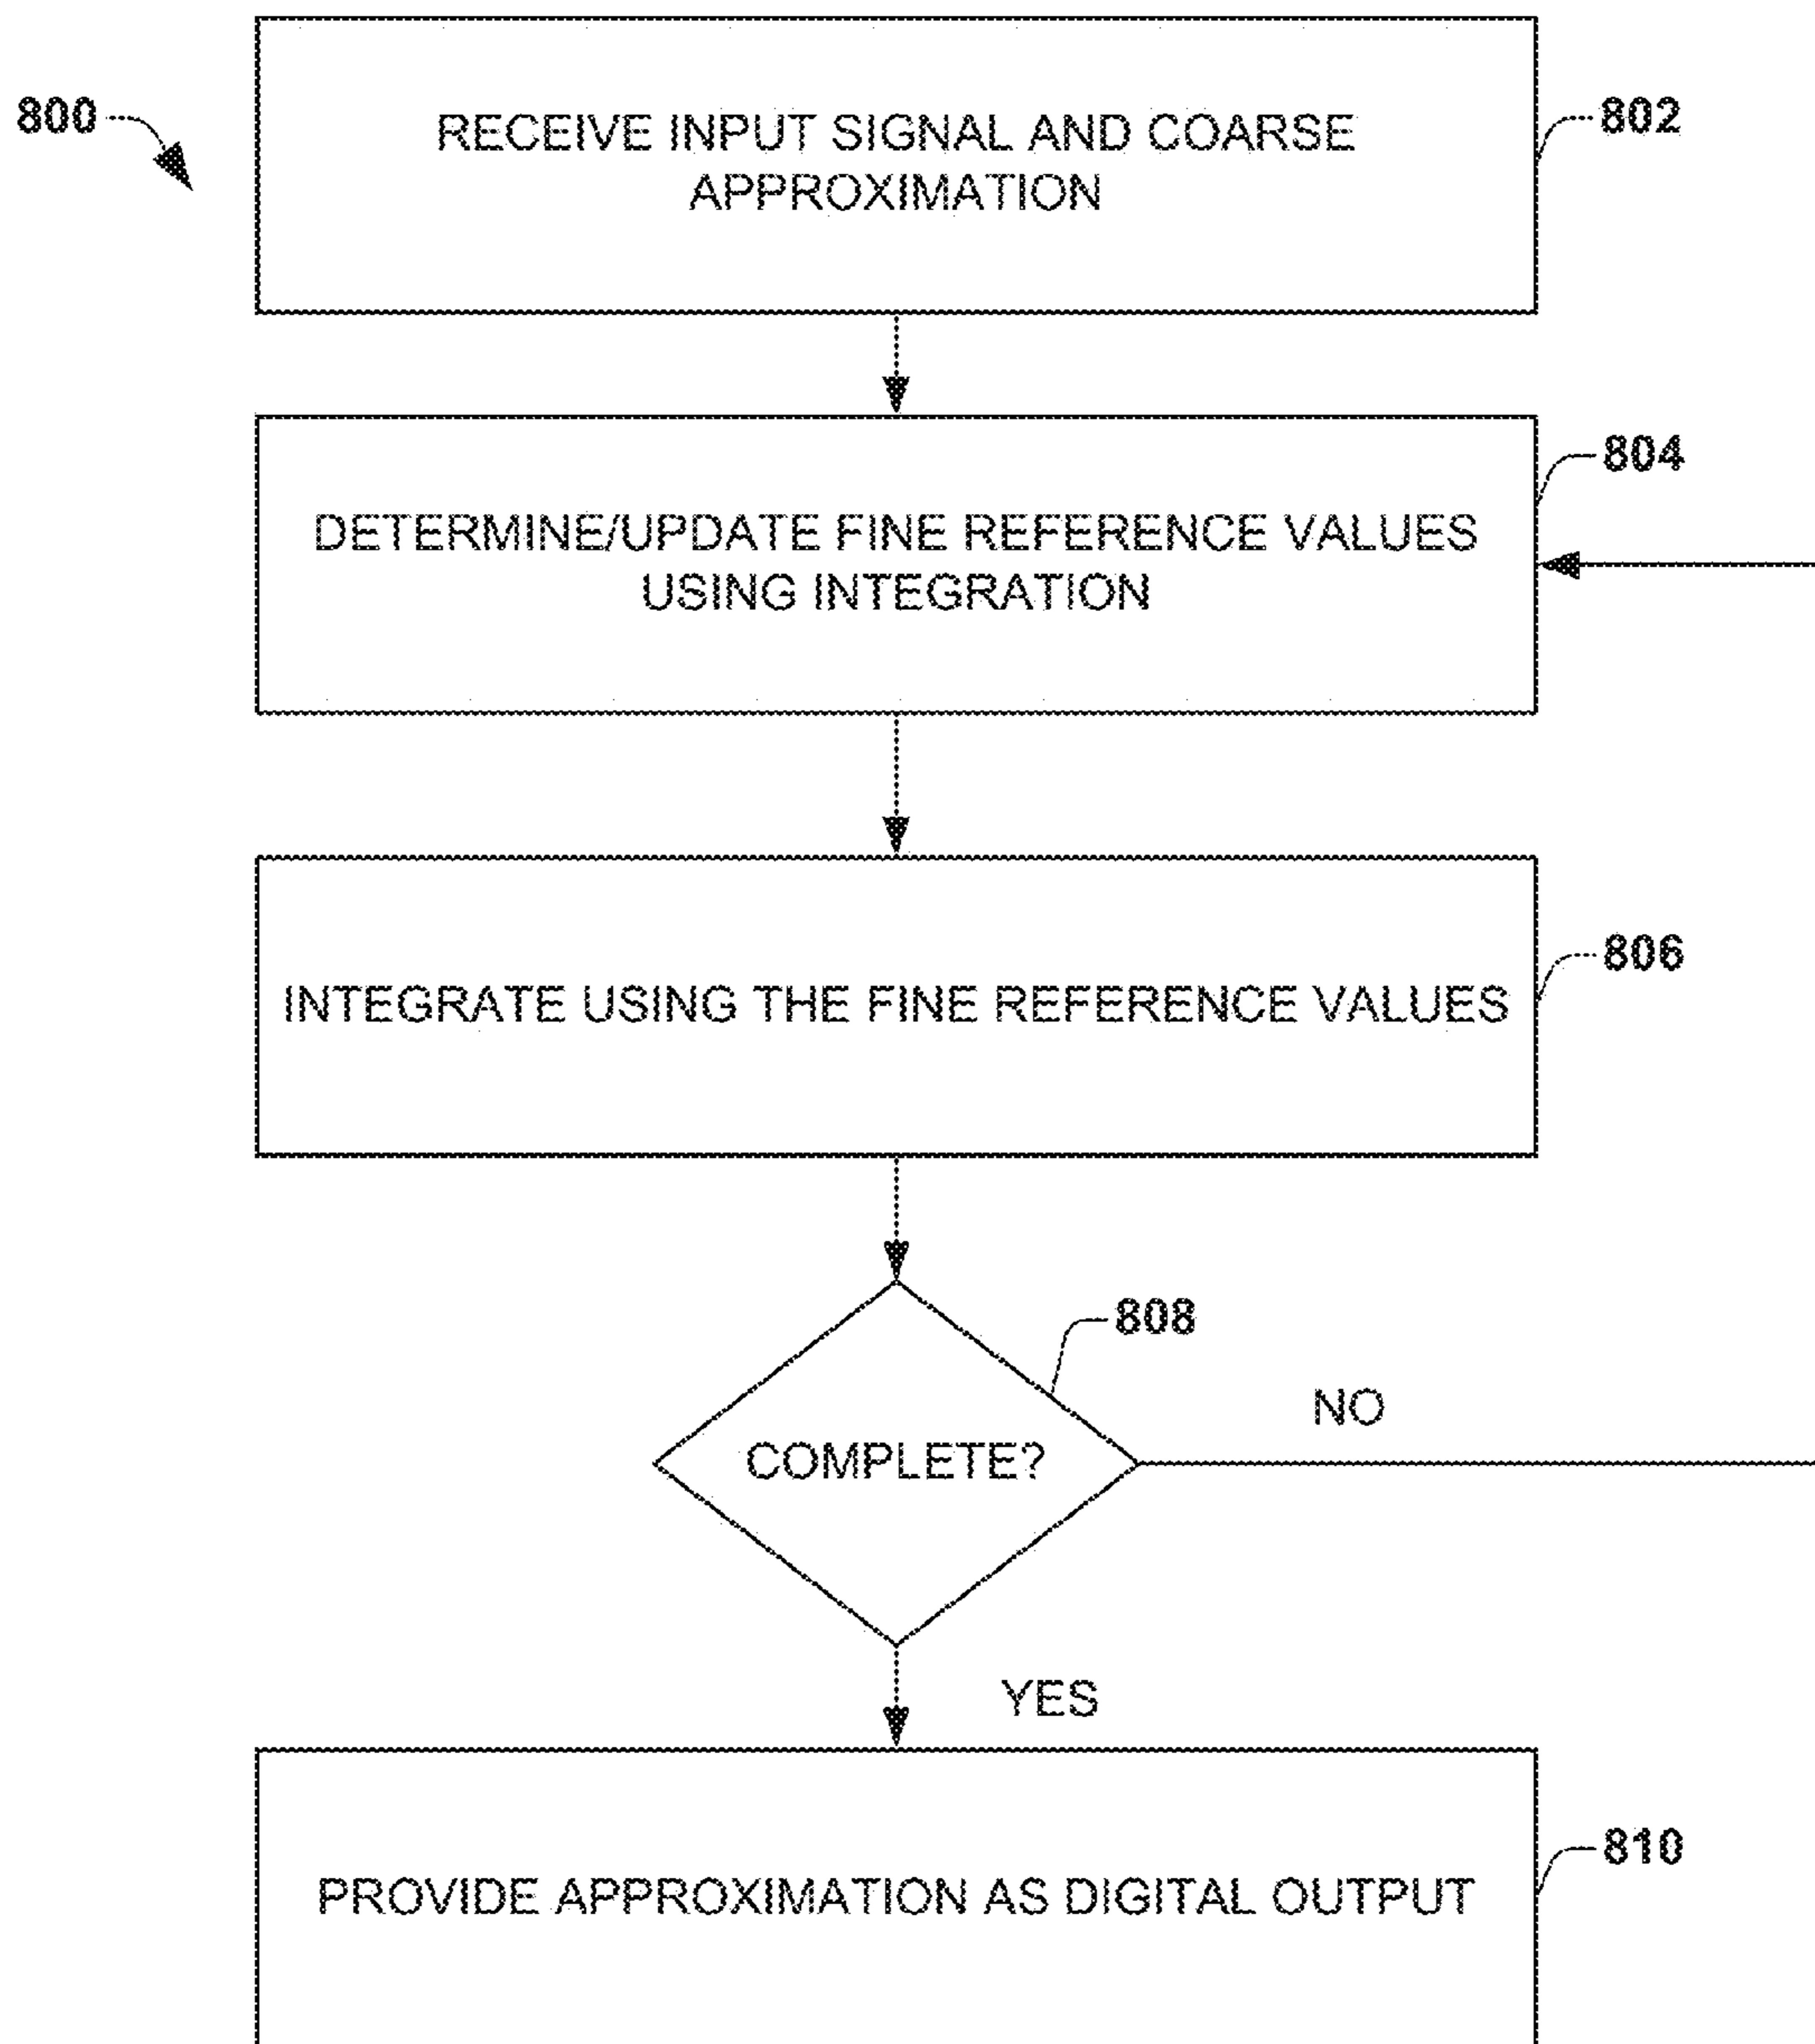 800
RECEIVE INPUT SIGNAL AND COARSE
APPROXIMATION
802
DETERMINE/UPDATE FINE REFERENCE VALUES
USING INTEGRATION
804
INTEGRATE USING THE FINE REFERENCE VALUES
806
808
COMPLETE?
NO
YES
PROVIDE APPROXIMATION AS DIGITAL OUTPUT
810